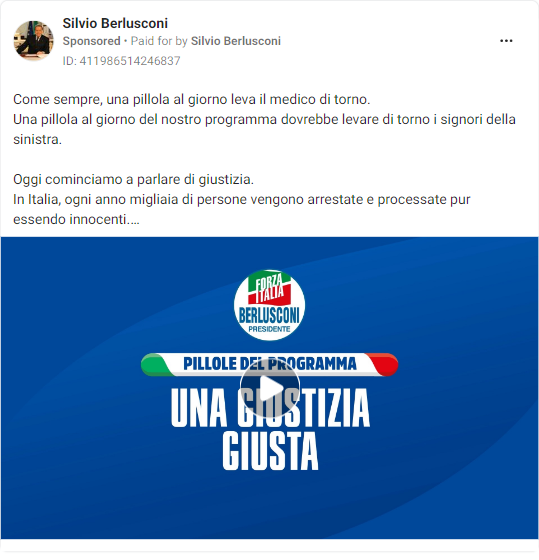 Silvio Berlusconi
Sponsored • Paid for by Silvio Berlusconi
ID: 411986514246837
Come sempre, una pillola al giorno leva il medico di torno.
Una pillola al giorno del nostro programma dovrebbe levare di torno i signori della
sinistra.
Oggi cominciamo a parlare di giustizia.
In Italia, ogni anno migliaia di persone vengono arrestate e processate pur
essendo innocenti....
FORZA
ITALIA
BERLUSCONI
PRESIDENTE
PILLOLE DEL PROGRAMMA
UNA GIUSTIZIA
GIUSTA